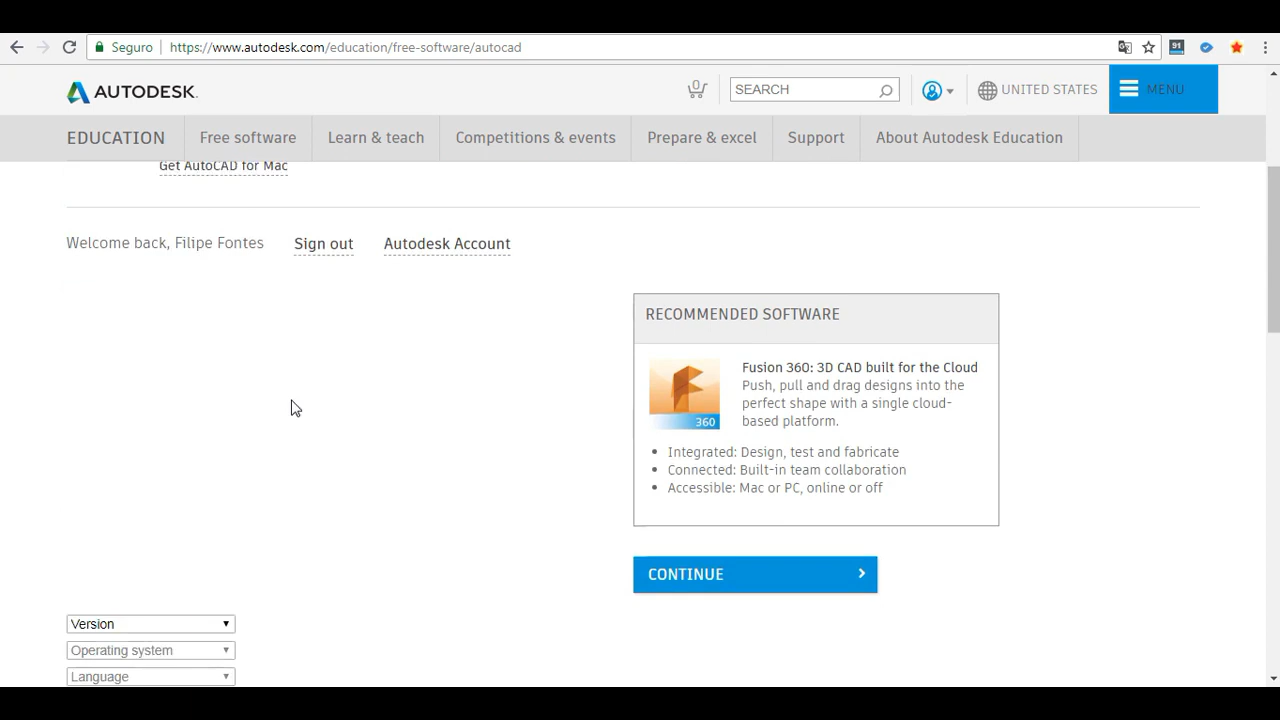 Seguro
https://www.autodesk.com/education/free-software/autocad
91
AUTODESK.
0
SEARCH
UNITED STATES
MENU
EDUCATION
Free software
Learn & teach
Competitions & events
Prepare & excel
Support
About Autodesk Education
Get AutoCAD for Mac
Welcome back, Filipe Fontes
Sign out
Autodesk Account
RECOMMENDED SOFTWARE
360
Fusion 360: 3D CAD built for the Cloud
Push, pull and drag designs into the
perfect shape with a single cloud-
based platform.
Integrated: Design, test and fabricate
Connected: Built-in team collaboration
Accessible: Mac or PC, online or off
CONTINUE
Version
Operating system
Language